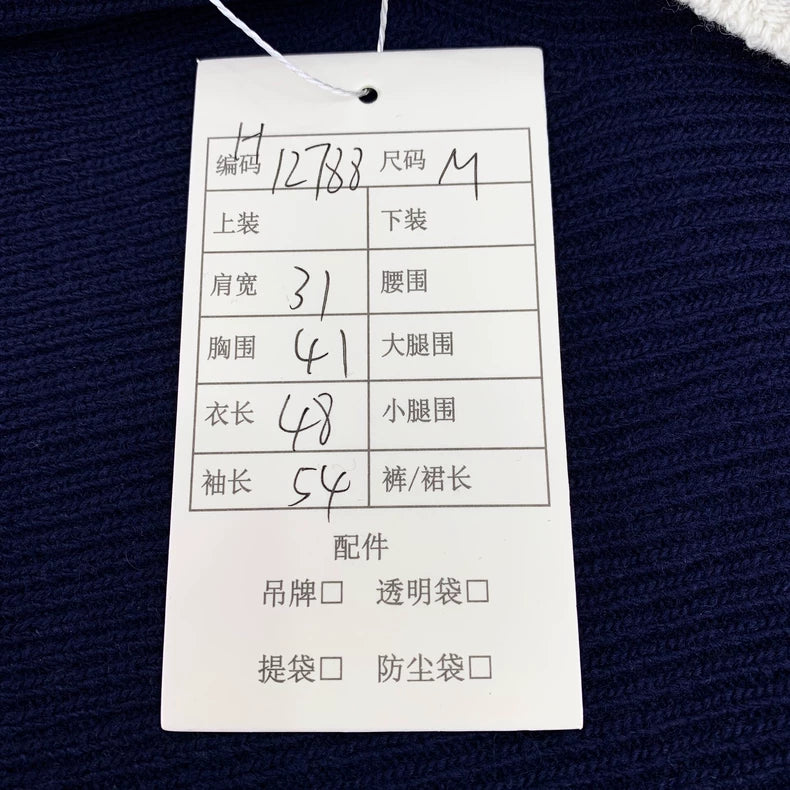 编码 H12788 尺码 M
上装 下装
肩宽 31 腰围
胸围 41 大腿围
衣长 48 小腿围
袖长 54 裤/裙长
配件
吊牌□ 透明袋□
提袋□ 防尘袋□